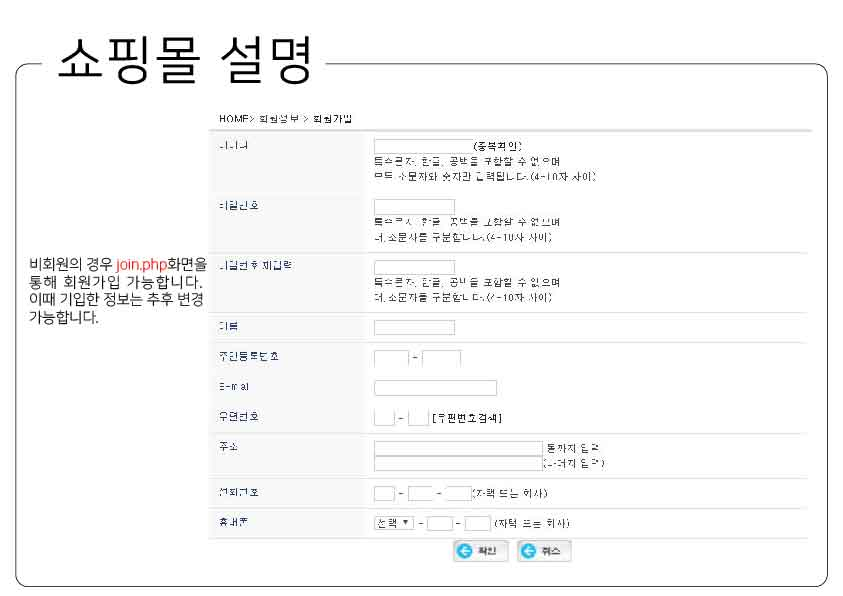 쇼핑몰 설명
HOME> 회원정보 > 회원가입
아이디
(중복확인)
특수문자, 한글, 공백을 포함할 수 없으며
모두 소문자와 숫자만 입력됩니다.(4-10자 사이)
비밀번호
특수문자, 한글, 공백을 포함할 수 없으며
대,소문자를 구분합니다.(4-10자 사이)
비밀번호 재입력
특수문자, 한글, 공백을 포함할 수 없으며
대,소문자를 구분합니다.(4-10자 사이)
비회원의 경우 join.php화면을
통해 회원가입 가능합니다.
이때 기입한 정보는 추후 변경
가능합니다.
이름
주민등록번호
-
E-mail
우편번호
- [우편번호검색]
주소
동까지 입력
(나머지 입력)
전화번호
- - (자택 또는 회사)
휴대폰
선택 ▼ - - (자택 또는 회사)
확인 취소